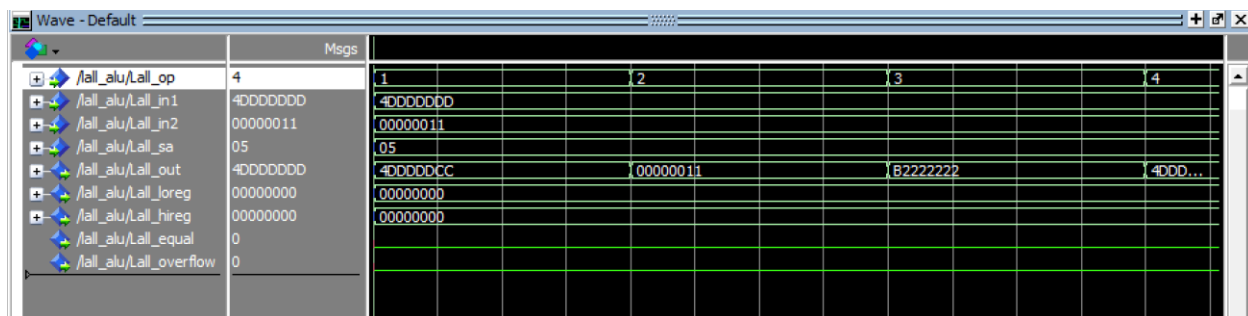 Wave - Default
Msgs
/lall_alu/Lall_op 4 1 2 3 4
/lall_alu/Lall_in1 4DDDDDDD 4DDDDDDD
/lall_alu/Lall_in2 00000011 00000011
/lall_alu/Lall_sa 05 05
/lall_alu/Lall_out 4DDDDDDD 4DDDDDCC 00000011 B2222222 4DDD...
/lall_alu/Lall_loreg 00000000 00000000
/lall_alu/Lall_hireg 00000000 00000000
/lall_alu/Lall_equal 0
/lall_alu/Lall_overflow 0